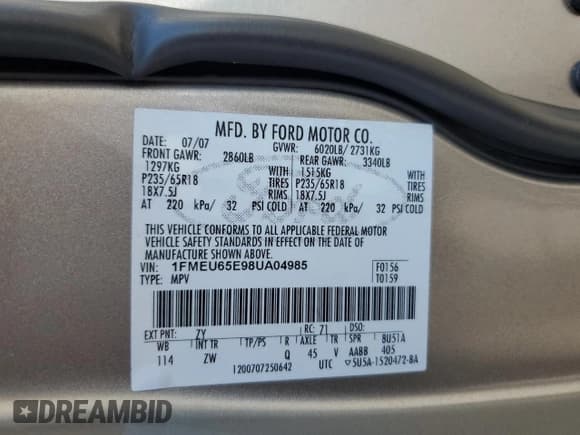 MFD. BY FORD MOTOR CO.
DATE: 07/07 GVWR: 6020LB/ 2731KG
FRONT GAWR: 2860LB REAR GAWR: 3340LB
1297KG WITH 1515KG WITH
P235/65R18 TIRES P235/65R18 TIRES
18X7.5J RIMS 18X7.5J RIMS
AT 220 kPa/ 32 PSI COLD AT 220 kPa/ 32 PSI COLD
THIS VEHICLE CONFORMS TO ALL APPLICABLE FEDERAL MOTOR
VEHICLE SAFETY STANDARDS IN EFFECT ON THE DATE OF
MANUFACTURE SHOWN ABOVE.
VIN: 1FMEU65E98UA04985 F0156
TYPE: MPV T0159
EXT PNT: ZY RC: 71 DSO:
WB INT TR TP/PS R AXLE TR SPR BU51A
114 ZW Q 45 V AABB 405
1200707250642 UTC ▽5U5A-1520472-BA
Ford
DREAMBID